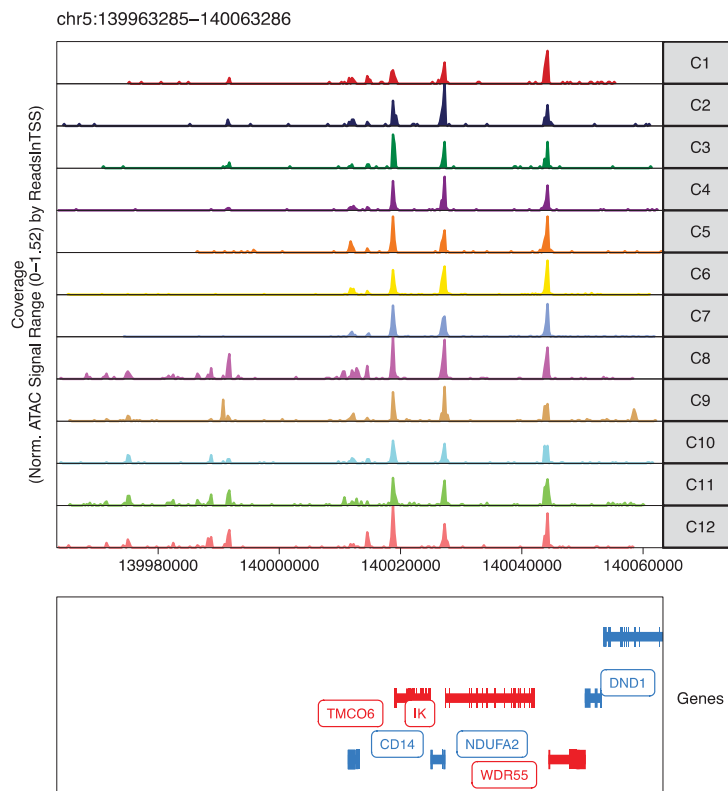 chr5:139963285–140063286
Coverage
(Norm. ATAC Signal Range (0–1.52) by ReadsInTSS)
C1
C2
C3
C4
C5
C6
C7
C8
C9
C10
C11
C12
139980000 140000000 140020000 140040000 140060000
DND1
Genes
TMCO6 IK
CD14 NDUFA2
WDR55